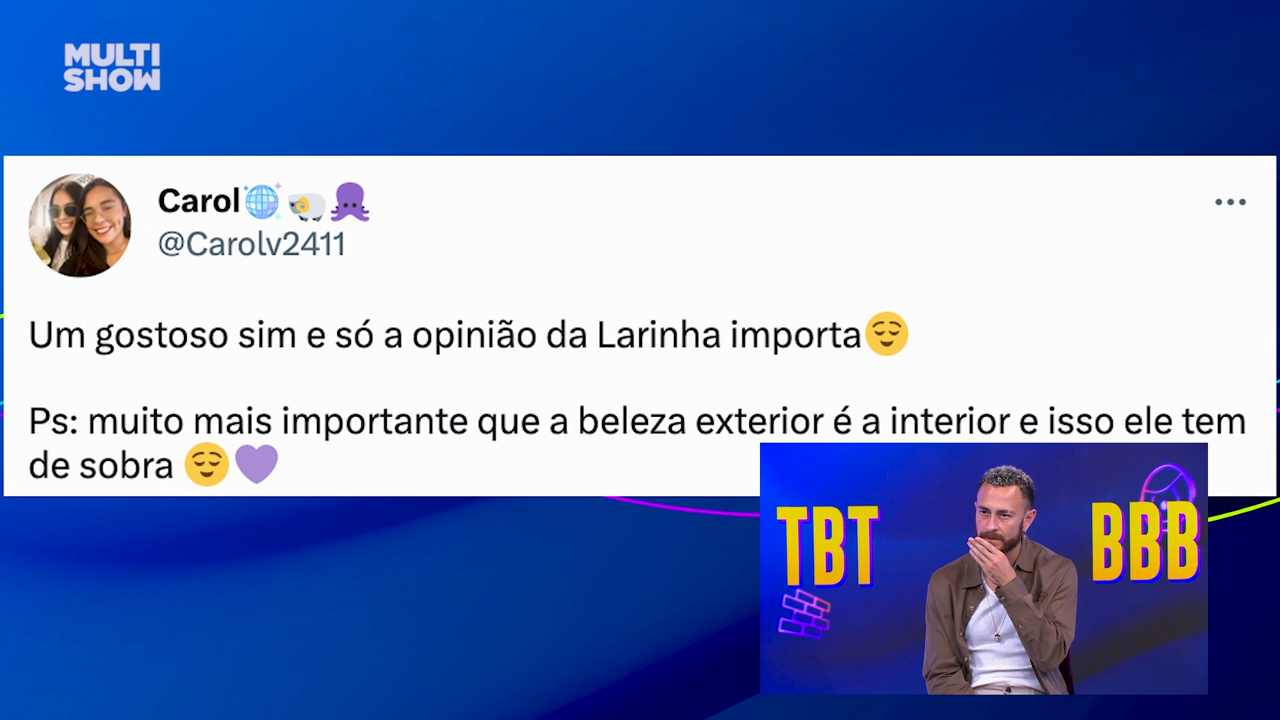 MULTI
SHOW
Carol🪩🐏🐙
@Carolv2411
Um gostoso sim e só a opinião da Larinha importa😌
Ps: muito mais importante que a beleza exterior é a interior e isso ele tem
de sobra 😌💜
TBT
BBB